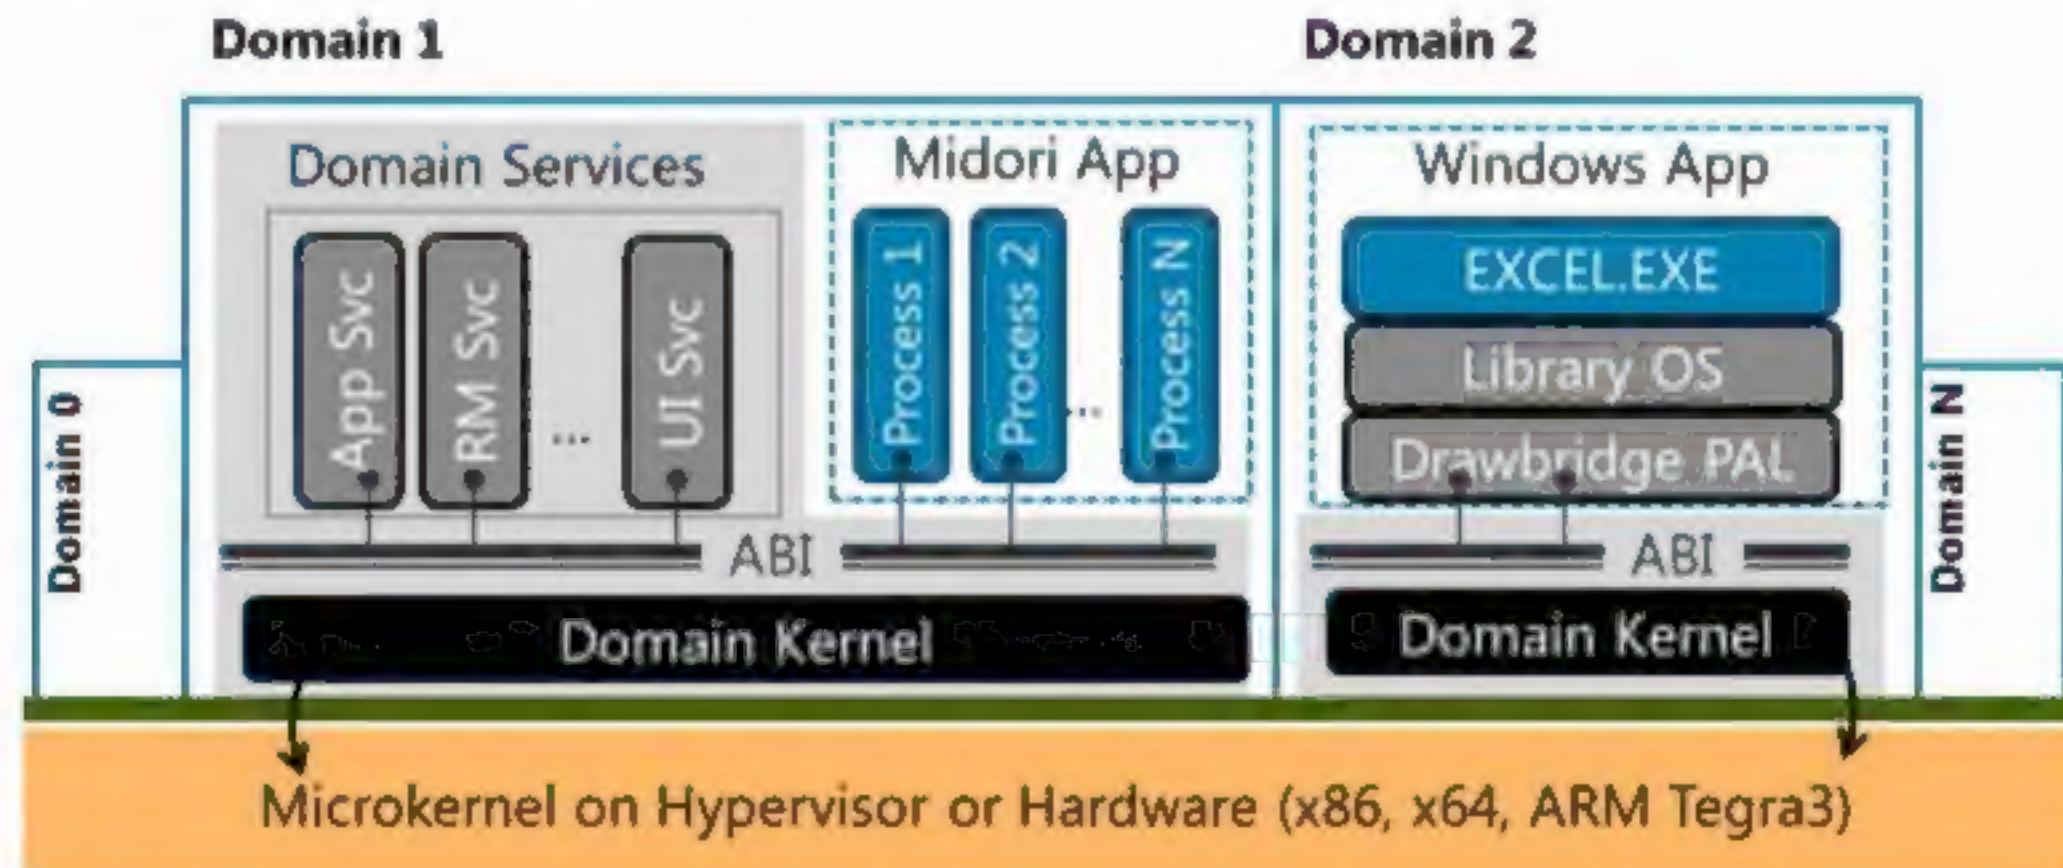 Domain 1
Domain 2
Domain 0
Domain Services
App Svc
RM Svc
...
UI Svc
Midori App
Process 1
Process 2
...
Process N
Windows App
EXCEL.EXE
Library OS
Drawbridge PAL
Domain N
ABI
ABI
Domain Kernel
Domain Kernel
Microkernel on Hypervisor or Hardware (x86, x64, ARM Tegra3)